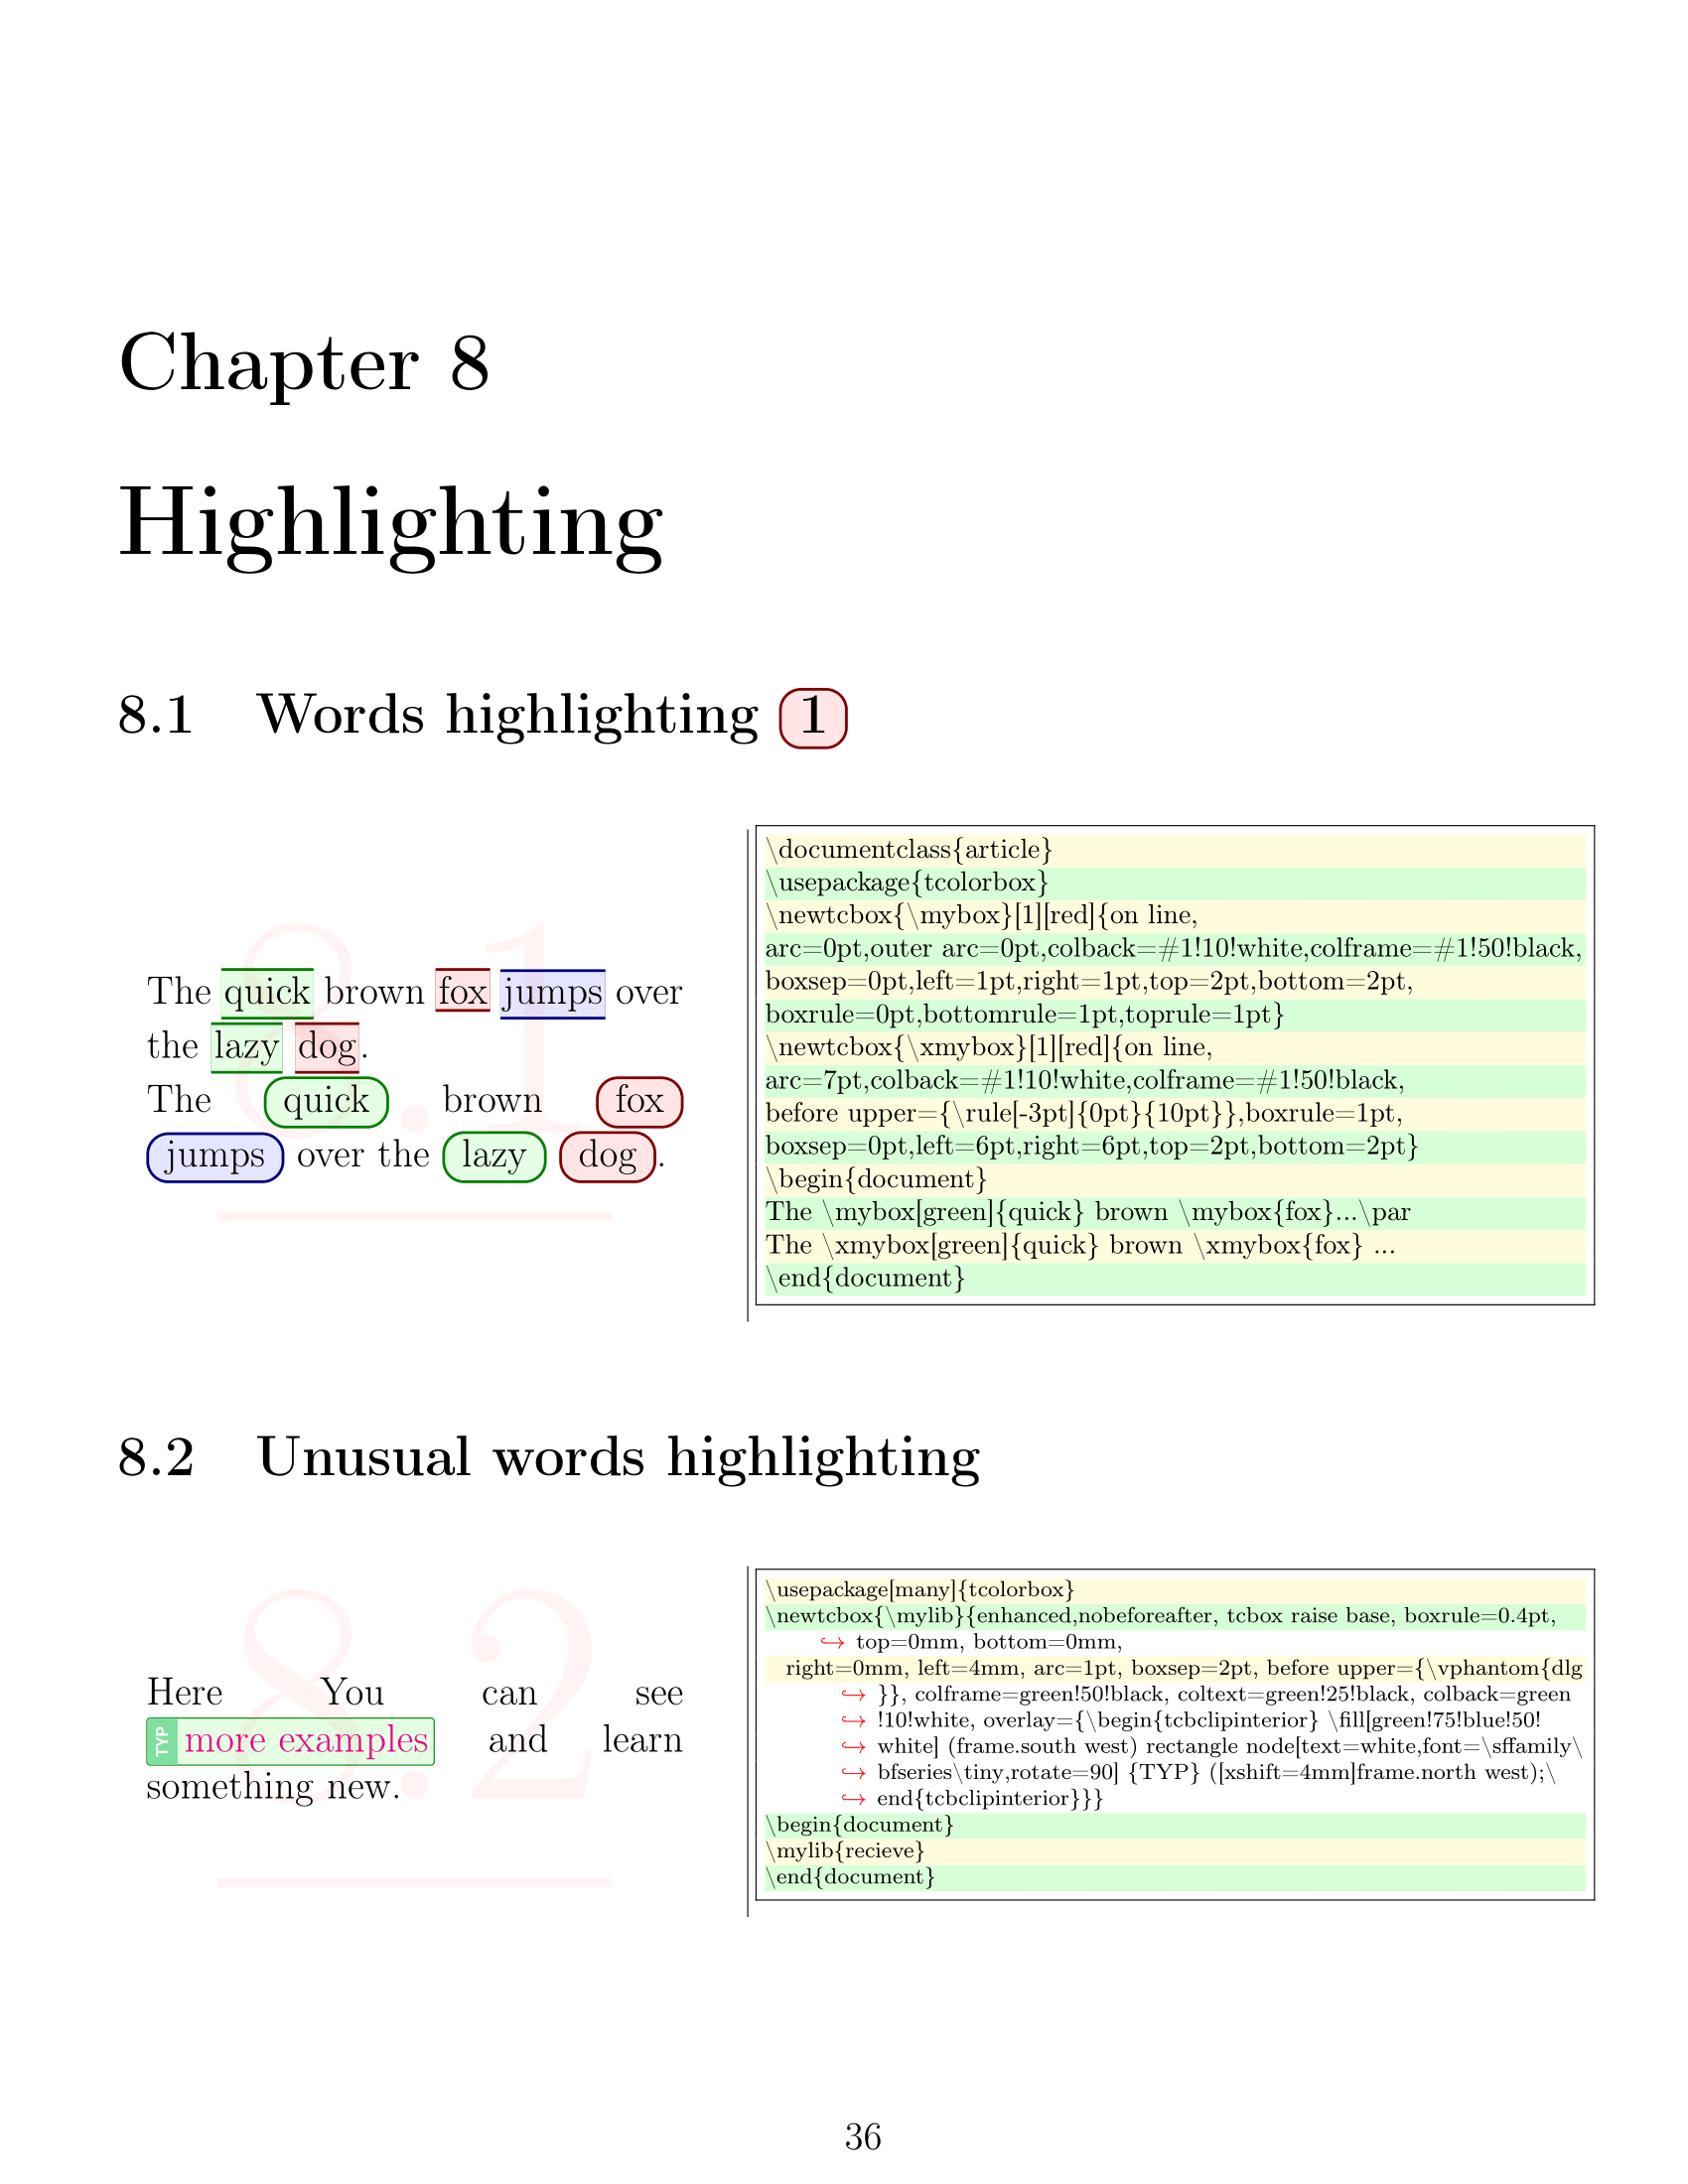 Chapter 8
Highlighting
8.1 Words highlighting 1
8.1
The quick brown fox jumps over
the lazy dog.
The quick brown fox
jumps over the lazy dog.
\documentclass{article}
\usepackage{tcolorbox}
\newtcbox{\mybox}[1][red]{on line,
arc=0pt,outer arc=0pt,colback=#1!10!white,colframe=#1!50!black,
boxsep=0pt,left=1pt,right=1pt,top=2pt,bottom=2pt,
boxrule=0pt,bottomrule=1pt,toprule=1pt}
\newtcbox{\xmybox}[1][red]{on line,
arc=7pt,colback=#1!10!white,colframe=#1!50!black,
before upper={\rule[-3pt]{0pt}{10pt}},boxrule=1pt,
boxsep=0pt,left=6pt,right=6pt,top=2pt,bottom=2pt}
\begin{document}
The \mybox[green]{quick} brown \mybox{fox}...\par
The \xmybox[green]{quick} brown \xmybox{fox} ...
\end{document}
8.2 Unusual words highlighting
8.2
Here You can see
TYP more examples and learn
something new.
\usepackage[many]{tcolorbox}
\newtcbox{\mylib}{enhanced,nobeforeafter, tcbox raise base, boxrule=0.4pt,
↪ top=0mm, bottom=0mm,
right=0mm, left=4mm, arc=1pt, boxsep=2pt, before upper={\vphantom{dlg
↪ }}, colframe=green!50!black, coltext=green!25!black, colback=green
↪ !10!white, overlay={\begin{tcbclipinterior} \fill[green!75!blue!50!
↪ white] (frame.south west) rectangle node[text=white,font=\sffamily\
↪ bfseries\tiny,rotate=90] {TYP} ([xshift=4mm]frame.north west);\
↪ end{tcbclipinterior}}}
\begin{document}
\mylib{recieve}
\end{document}
36